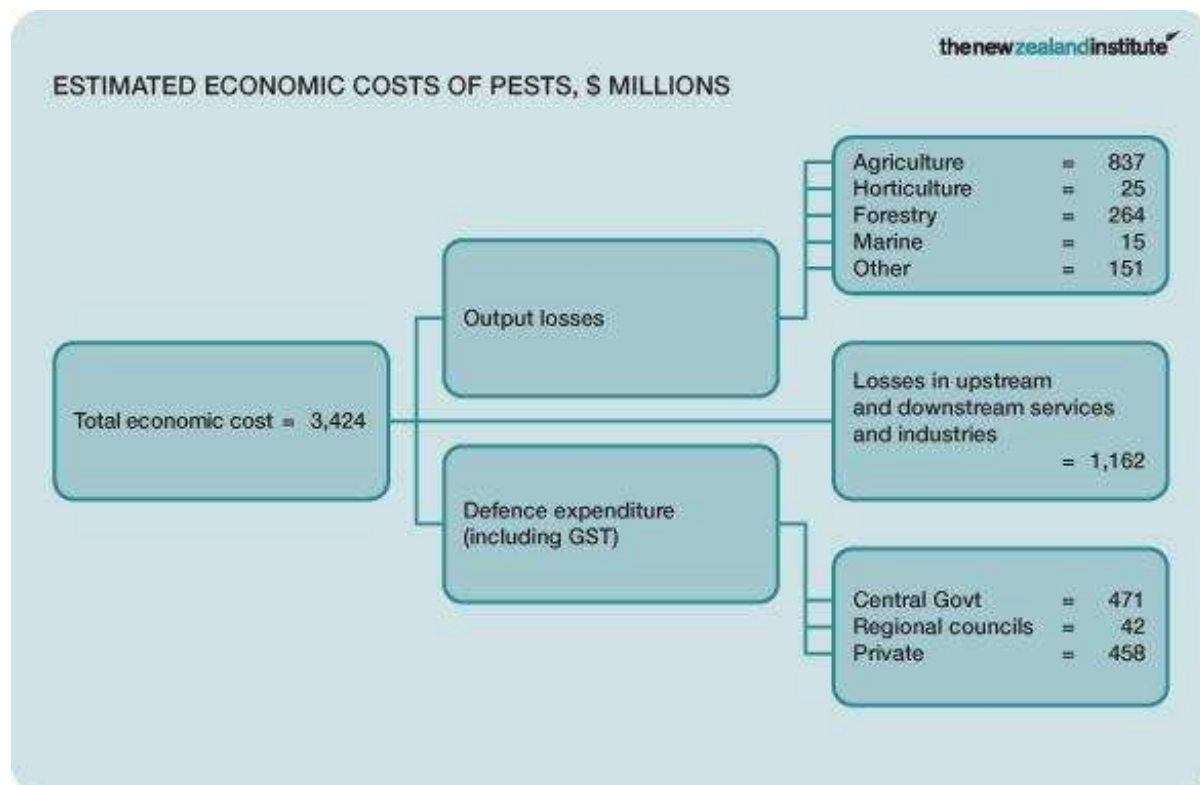 thenewzealandinstitute
ESTIMATED ECONOMIC COSTS OF PESTS, $ MILLIONS
Total economic cost = 3,424
Output losses
Defence expenditure
(including GST)
Agriculture = 837
Horticulture = 25
Forestry = 264
Marine = 15
Other = 151
Losses in upstream
and downstream services
and industries
= 1,162
Central Govt = 471
Regional councils = 42
Private = 458